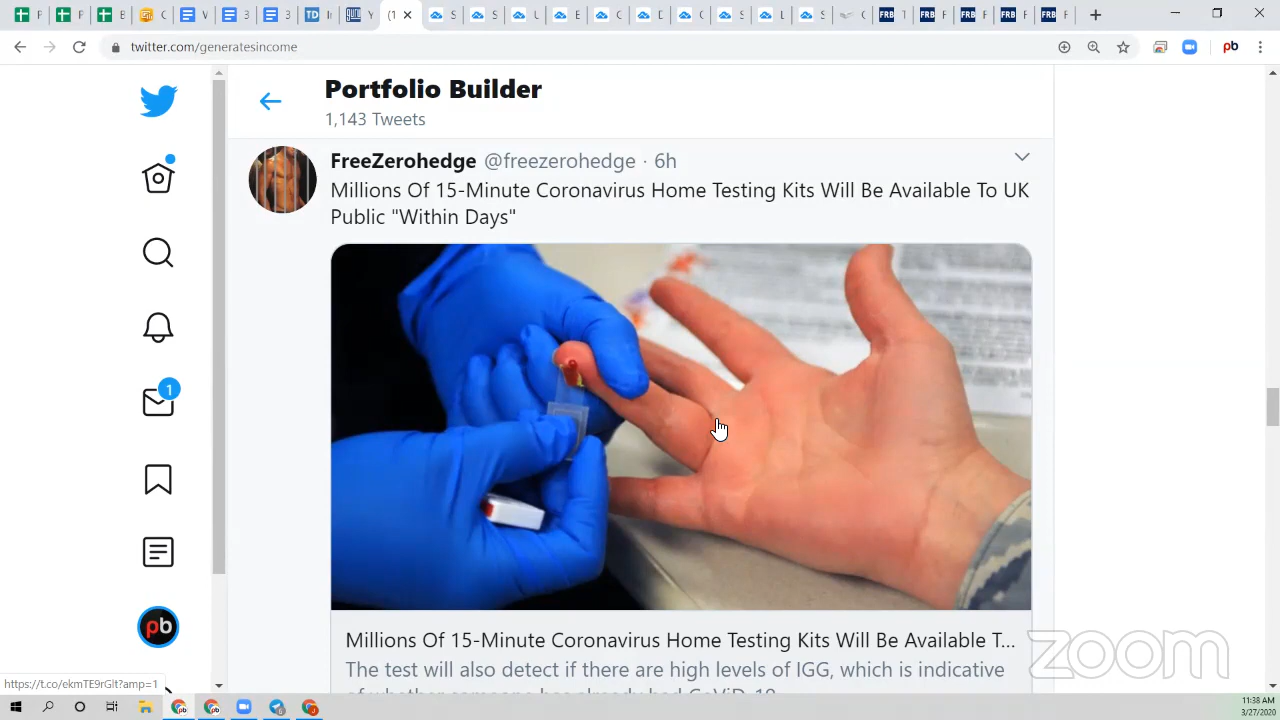 twitter.com/generatesincome
pb
Portfolio Builder
1,143 Tweets
FreeZerohedge @freezerohedge · 6h
Millions Of 15-Minute Coronavirus Home Testing Kits Will Be Available To UK
Public "Within Days"
1
Millions Of 15-Minute Coronavirus Home Testing Kits Will Be Available T...
The test will also detect if there are high levels of IGG, which is indicative
pb
zoom
https://t.co/ekmTE9rGlt?amp=1
11:38 AM
3/27/2020